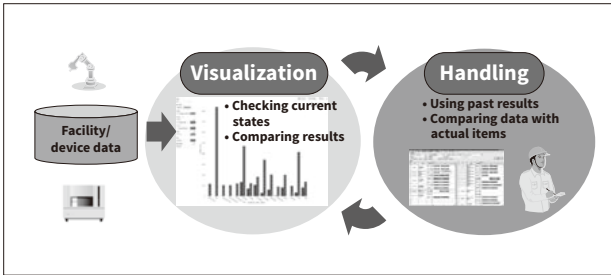 Facility/
device data
Visualization
• Checking current
states
• Comparing results
Handling
• Using past results
• Comparing data with
actual items